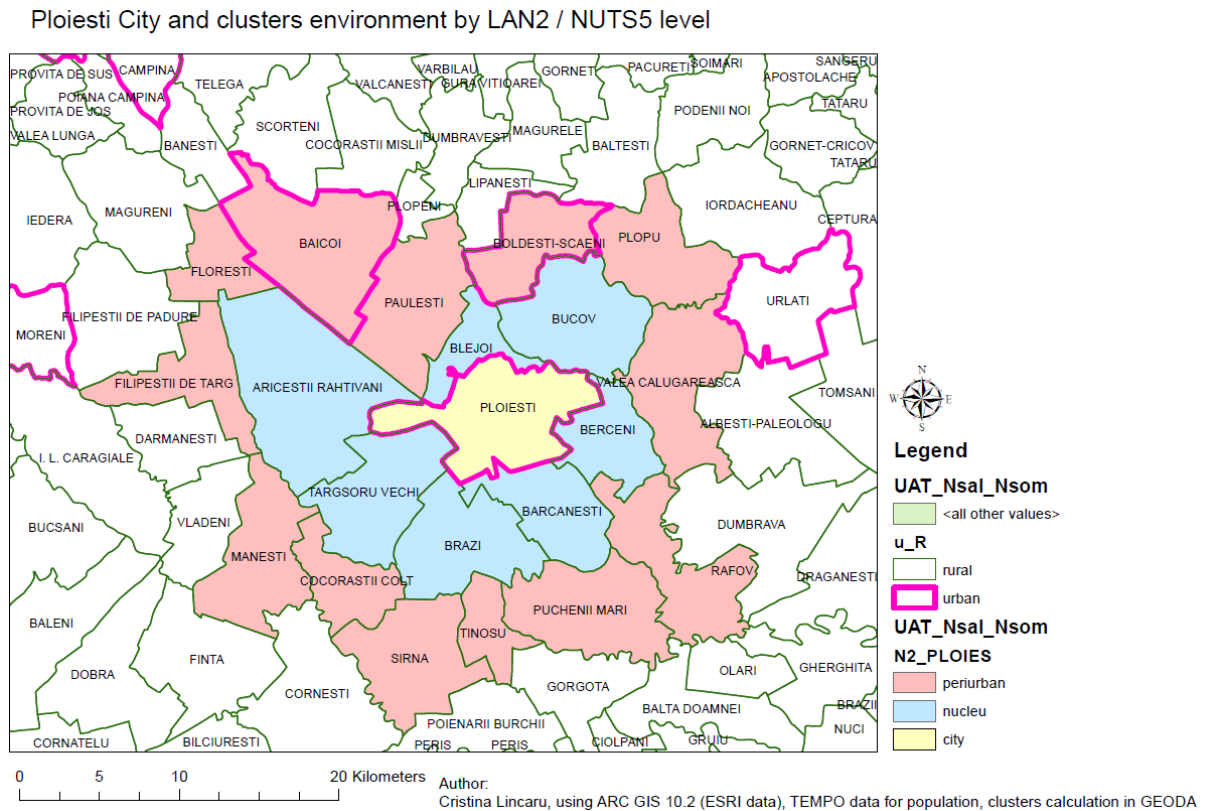 Ploiesti City and clusters environment by LAN2 / NUTS5 level
PROVITA DE SUS
CAMPINA
TELEGA
VARBILAU
GORNET
PACURETI
SOIMARI
SANGERU
APOSTOLACHE
VALCANESTI
GURA VITIOAREI
POIANA CAMPINA
PROVITA DE JOS
TATARU
PODENII NOI
SCORTENI
MAGURELE
VALEA LUNGA
BANESTI
COCORASTII MISLII
DUMBRAVESTI
BALTESTI
GORNET-CRICOV
TATARU
LIPANESTI
IEDERA
MAGURENI
PLOPENI
IORDACHEANU
CEPTURA
BAICOI
BOLDESTI-SCAENI
PLOPU
FLORESTI
PAULESTI
URLATI
FILIPESTII DE PADURE
BUCOV
MORENI
BLEJOI
FILIPESTII DE TARG
ARICESTII RAHTIVANI
VALEA CALUGAREASCA
TOMSANI
PLOIESTI
ALBESTI-PALEOLOGU
BERCENI
DARMANESTI
I. L. CARAGIALE
TARGSORU VECHI
BARCANESTI
BUCSANI
VLADENI
DUMBRAVA
BRAZI
MANESTI
RAFOV
DRAGANESTI
COCORASTII COLT
PUCHENII MARI
BALENI
TINOSU
FINTA
SIRNA
OLARI
GHERGHITA
DOBRA
CORNESTI
GORGOTA
BALTA DOAMNEI
BRAZII
POIENARII BURCHII
NUCI
CORNATELU
BILCIURESTI
PERIS
PERIS
CIOLPANI
GRUIU
N
W E
S
Legend
UAT_Nsal_Nsom
<all other values>
u_R
rural
urban
UAT_Nsal_Nsom
N2_PLOIES
periurban
nucleu
city
0 5 10 20 Kilometers
Author:
Cristina Lincaru, using ARC GIS 10.2 (ESRI data), TEMPO data for population, clusters calculation in GEODA